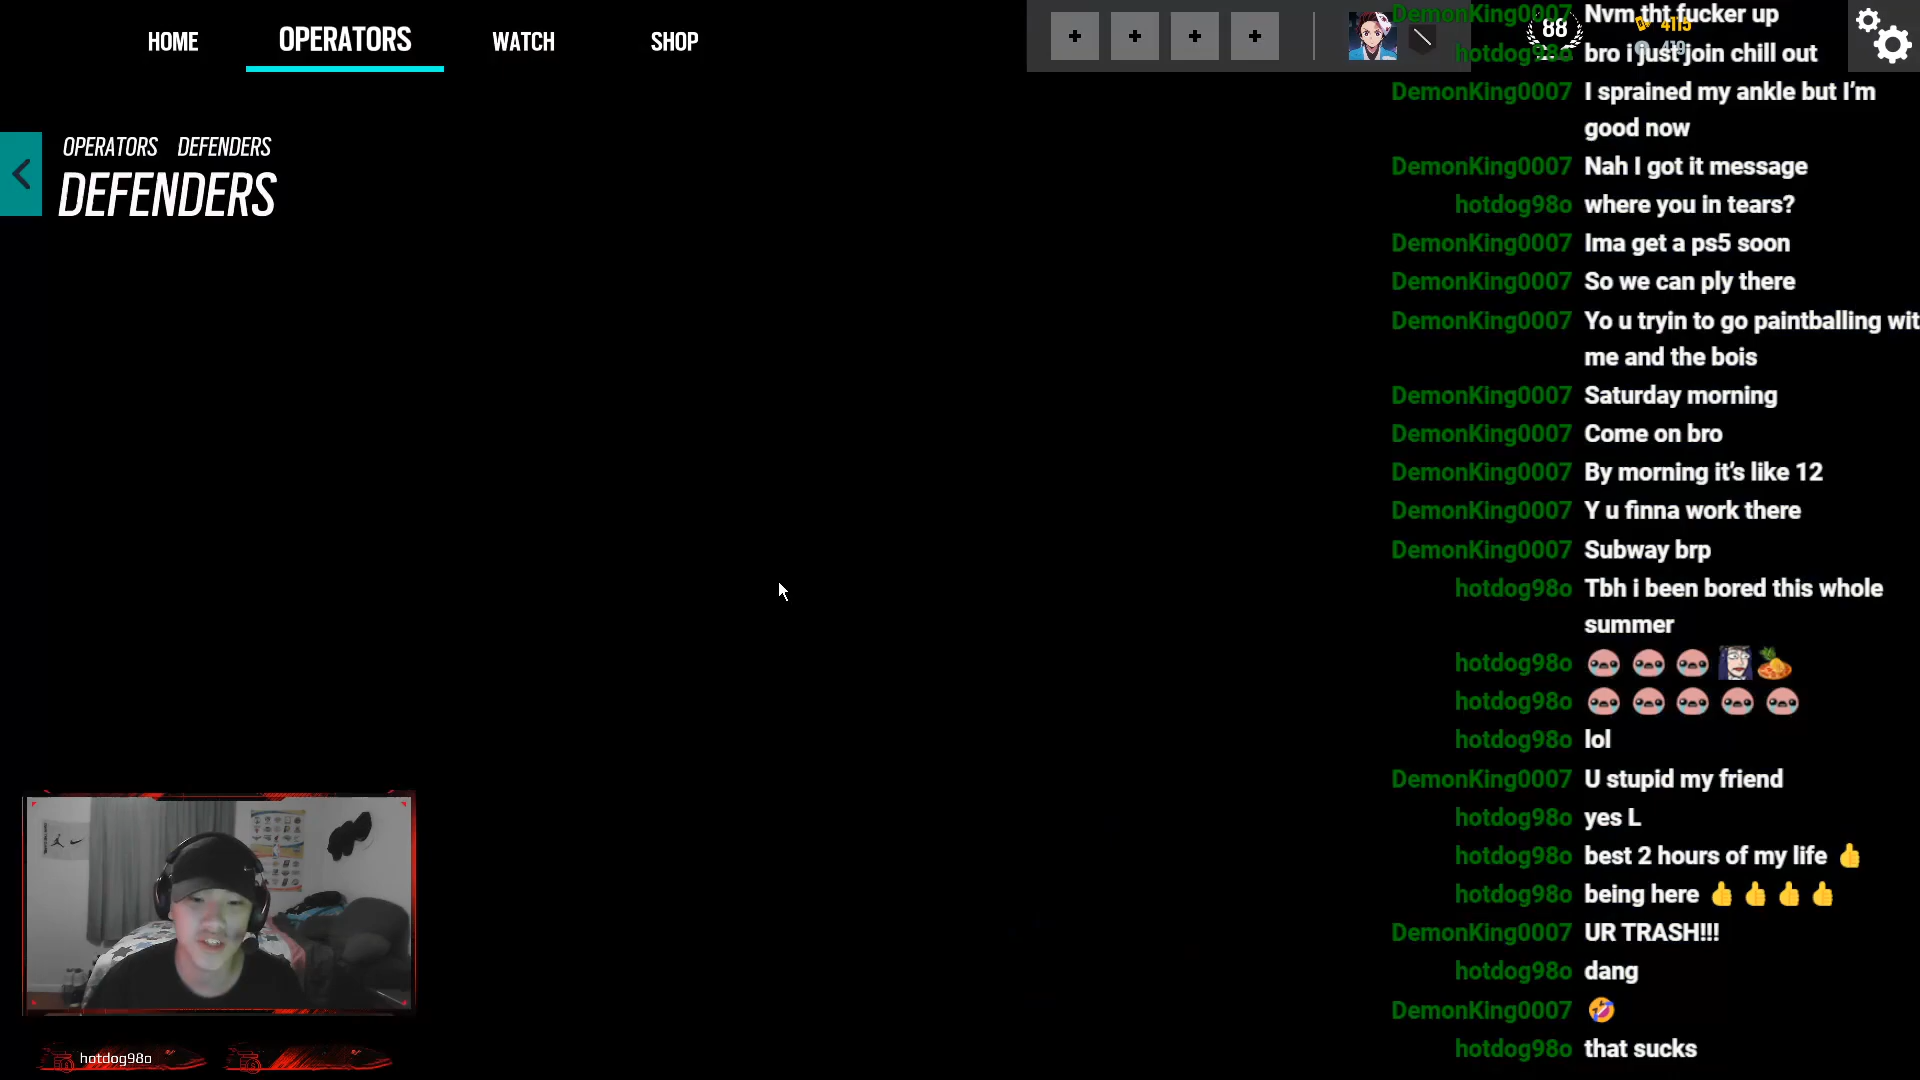 HOME OPERATORS WATCH SHOP
88
4115
419
OPERATORS DEFENDERS
DEFENDERS
DemonKing0007 Nvm tht fucker up
hotdog98o bro i just join chill out
DemonKing0007 I sprained my ankle but I’m
good now
DemonKing0007 Nah I got it message
hotdog98o where you in tears?
DemonKing0007 Ima get a ps5 soon
DemonKing0007 So we can ply there
DemonKing0007 Yo u tryin to go paintballing wit
me and the bois
DemonKing0007 Saturday morning
DemonKing0007 Come on bro
DemonKing0007 By morning it’s like 12
DemonKing0007 Y u finna work there
DemonKing0007 Subway brp
hotdog98o Tbh i been bored this whole
summer
hotdog98o
hotdog98o
hotdog98o lol
DemonKing0007 U stupid my friend
hotdog98o yes L
hotdog98o best 2 hours of my life 👍
hotdog98o being here 👍 👍 👍 👍
DemonKing0007 UR TRASH!!!
hotdog98o dang
DemonKing0007 🤣
hotdog98o that sucks
hotdog98o